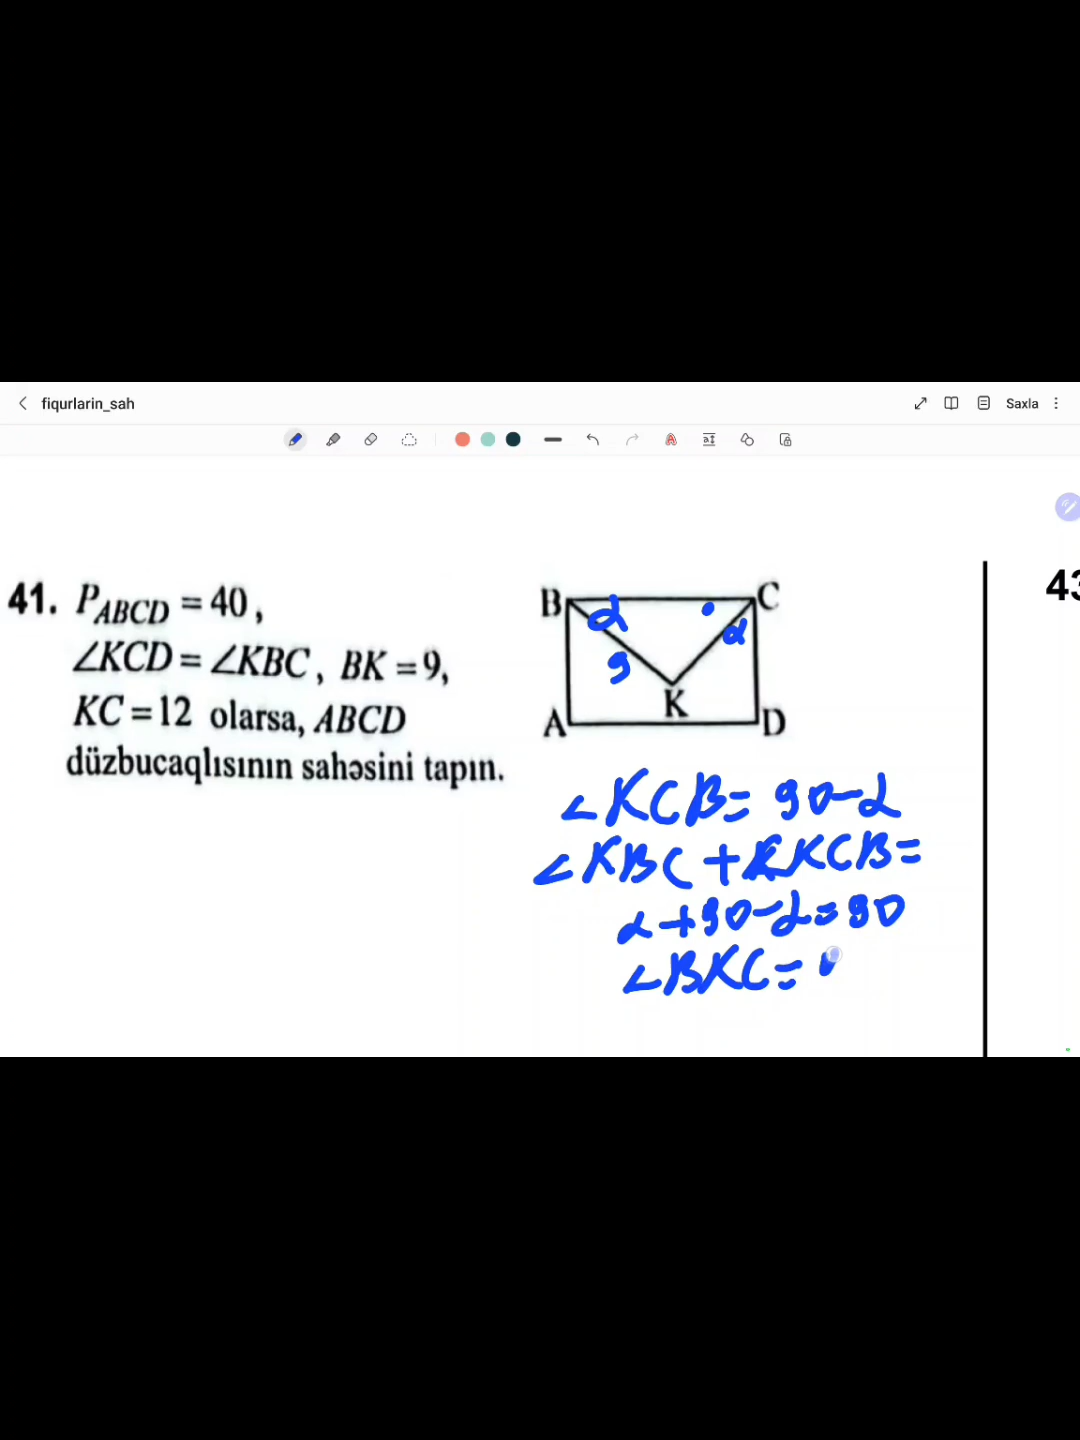 fiqurlarin_sah
Saxla
41. P_ABCD = 40,
∠KCD = ∠KBC, BK = 9,
KC = 12 olarsa, ABCD
düzbucaqlısının sahəsini tapın.
B C
α • α
9
K
A D
43
∠KCB = 90-α
∠KBC + ∠KCB =
α + 90 - α = 90
∠BKC =